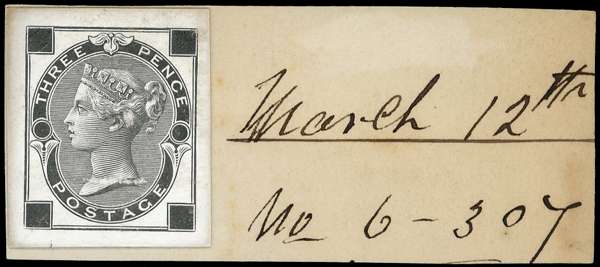 THREE PENCE
POSTAGE
March 12th
No 6 - 307